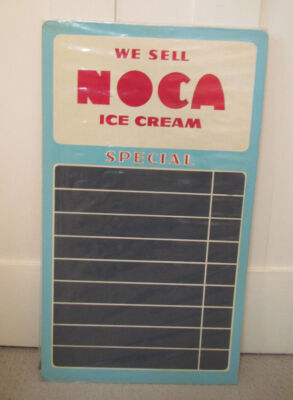 WE SELL
NOCA
ICE CREAM
SPECIAL